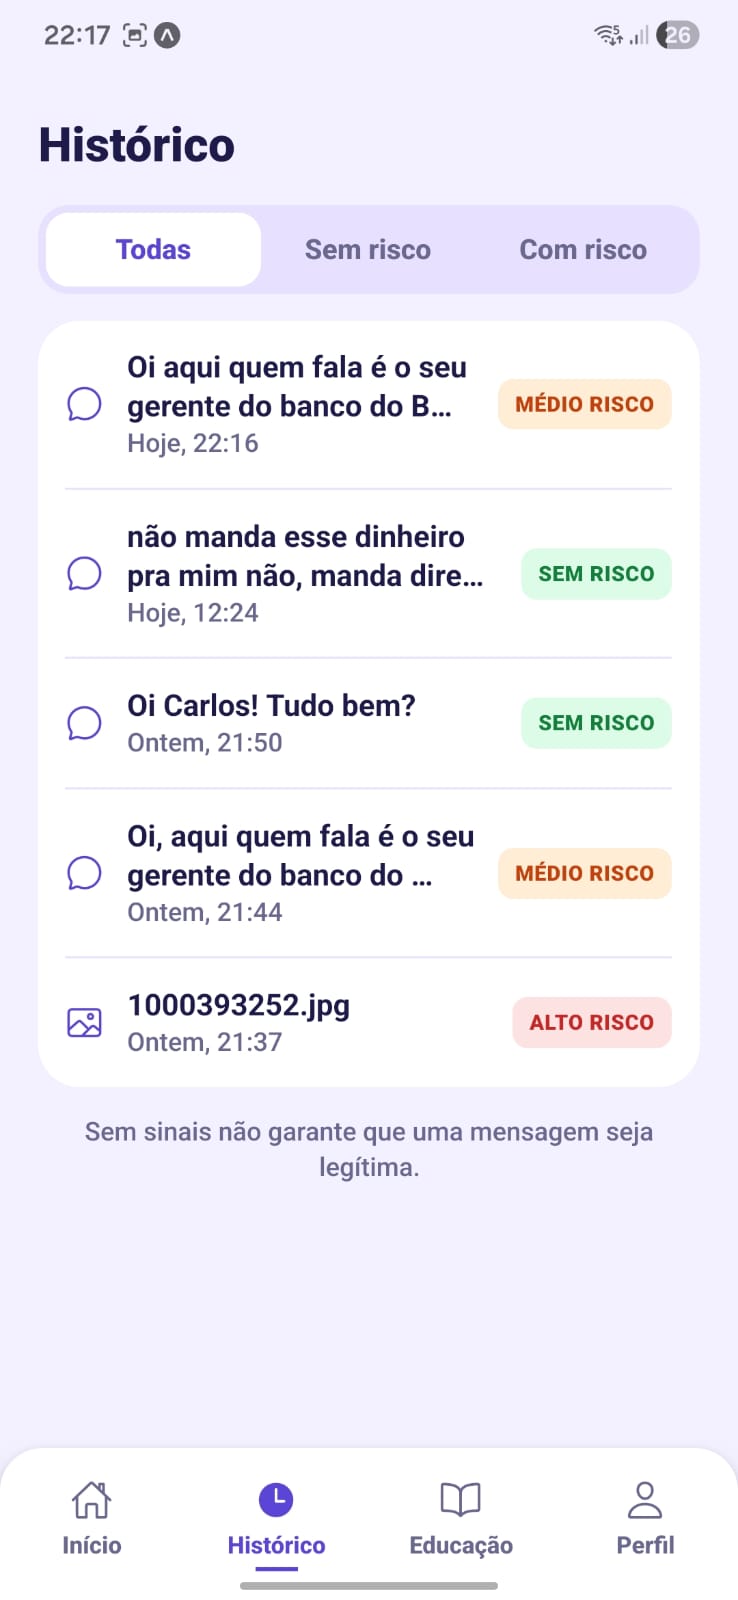 22:17
5
26
Histórico
Todas
Sem risco
Com risco
Oi aqui quem fala é o seu
gerente do banco do B...
Hoje, 22:16
MÉDIO RISCO
não manda esse dinheiro
pra mim não, manda dire...
Hoje, 12:24
SEM RISCO
Oi Carlos! Tudo bem?
Ontem, 21:50
SEM RISCO
Oi, aqui quem fala é o seu
gerente do banco do ...
Ontem, 21:44
MÉDIO RISCO
1000393252.jpg
Ontem, 21:37
ALTO RISCO
Sem sinais não garante que uma mensagem seja
legítima.
Início
Histórico
Educação
Perfil